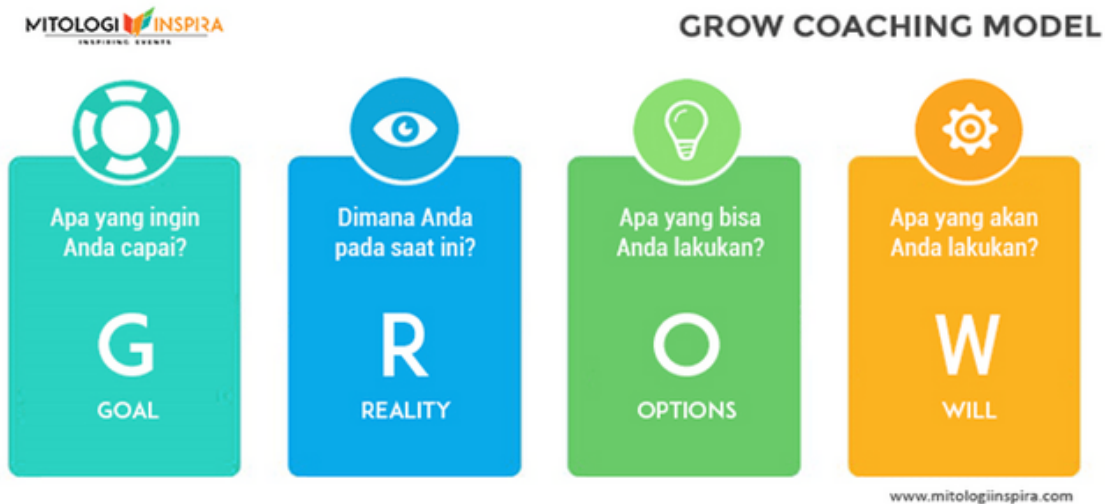 MITOLOGI INSPIRA
INSPIRING EVENTS
GROW COACHING MODEL
Apa yang ingin
Anda capai?
G
GOAL
Dimana Anda
pada saat ini?
R
REALITY
Apa yang bisa
Anda lakukan?
O
OPTIONS
Apa yang akan
Anda lakukan?
W
WILL
www.mitologiinspira.com